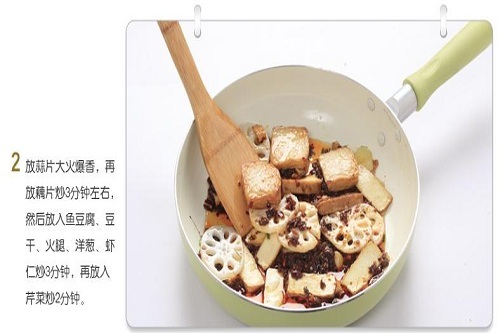 2 放蒜片大火爆香，再
放藕片炒3分钟左右，
然后放入鱼豆腐、豆
干、火腿、洋葱、虾
仁炒3分钟，再放入
芹菜炒2分钟。